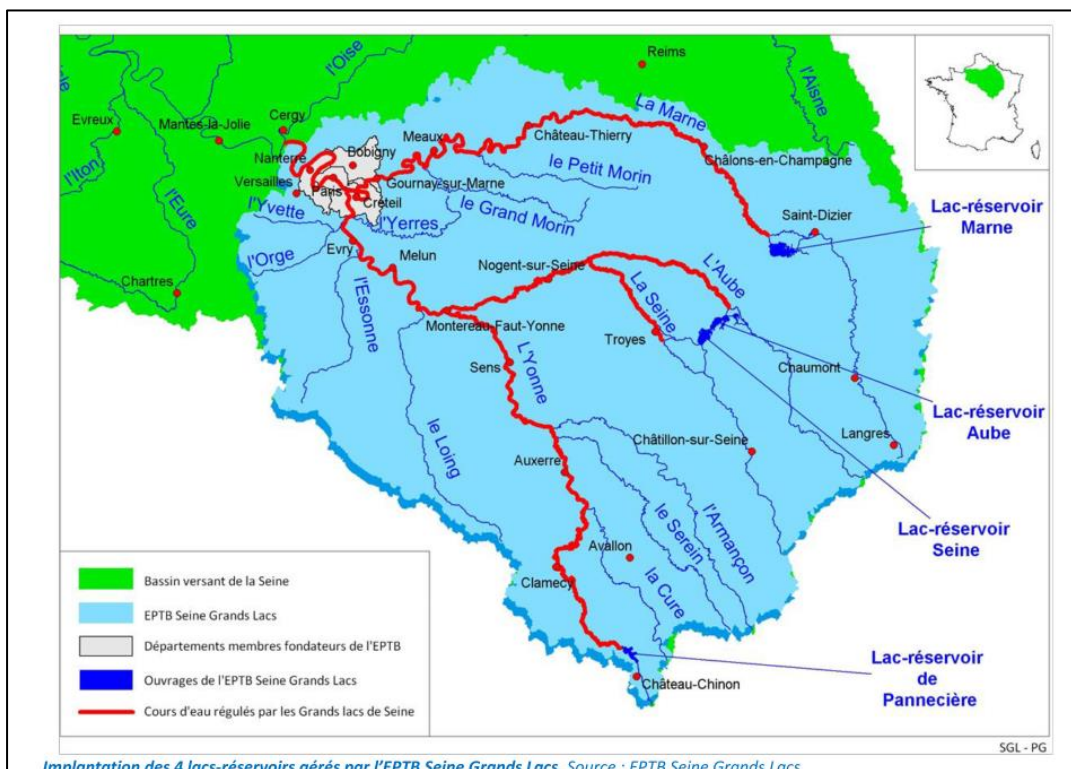 Reims
l'Oise
l'Aisne
Cergy
Evreux
Mantes-la-Jolie
l'Iton
l'Eure
Meaux
La Marne
Château-Thierry
Châlons-en-Champagne
Nanterre
Bobigny
le Petit Morin
Versailles
Paris
Gournay-sur-Marne
Créteil
le Grand Morin
Saint-Dizier
Lac-réservoir
Marne
l'Yvette
l'Yerres
l'Orge
Evry
Melun
Nogent-sur-Seine
L'Aube
La Seine
Chartres
l'Essonne
Montereau-Faut-Yonne
Troyes
Sens
L'Yonne
Chaumont
Lac-réservoir
Aube
le Loing
Châtillon-sur-Seine
Langres
Auxerre
l'Armançon
le Serein
Lac-réservoir
Seine
Avallon
la Cure
Clamecy
Lac-réservoir
de
Pannecière
Château-Chinon
Bassin versant de la Seine
EPTB Seine Grands Lacs
Départements membres fondateurs de l'EPTB
Ouvrages de l'EPTB Seine Grands Lacs
Cours d'eau régulés par les Grands lacs de Seine
SGL - PG
Implantation des 4 lacs-réservoirs gérés par l'EPTB Seine Grands Lacs. Source : EPTB Seine Grands Lacs